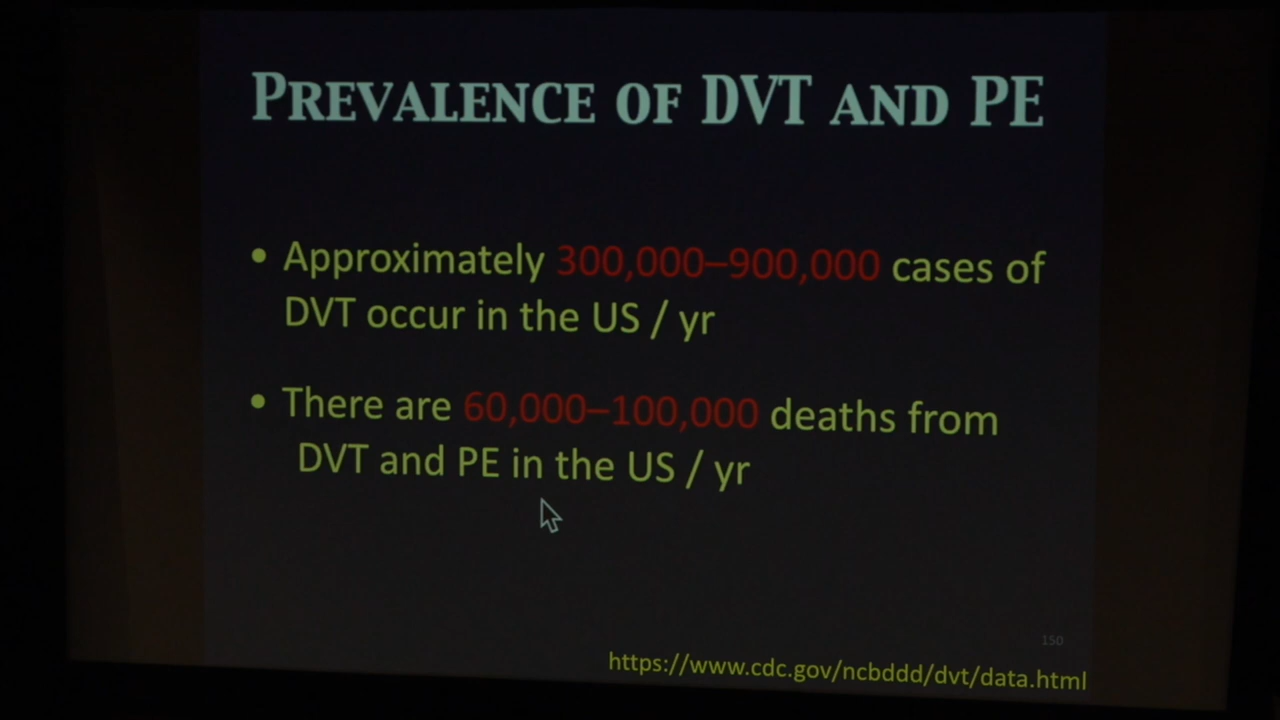 PREVALENCE OF DVT AND PE
• Approximately 300,000–900,000 cases of
DVT occur in the US / yr
• There are 60,000–100,000 deaths from
DVT and PE in the US / yr
150
https://www.cdc.gov/ncbddd/dvt/data.html